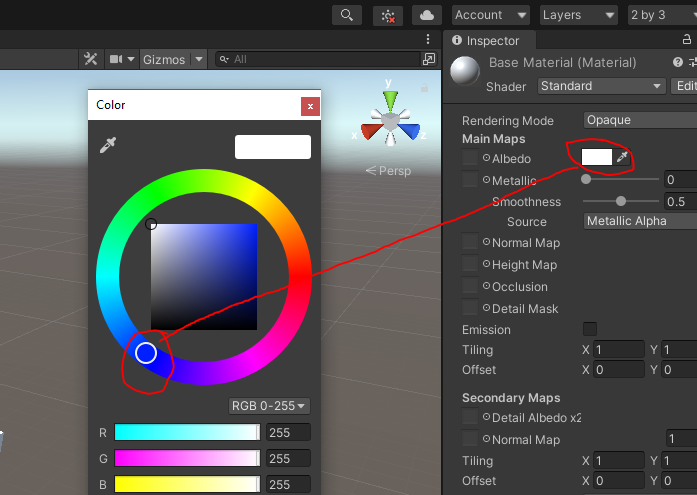 Account Layers 2 by 3
Inspector
Gizmos All
Base Material (Material)
Shader Standard Edit
Color x
y
x z
Persp
Rendering Mode Opaque
Main Maps
Albedo
Metallic 0
Smoothness 0.5
Source Metallic Alpha
Normal Map
Height Map
Occlusion
Detail Mask
Emission
Tiling X 1 Y 1
Offset X 0 Y 0
Secondary Maps
Detail Albedo x2
Normal Map 1
Tiling X 1 Y 1
Offset X 0 Y 0
RGB 0-255
R 255
G 255
B 255